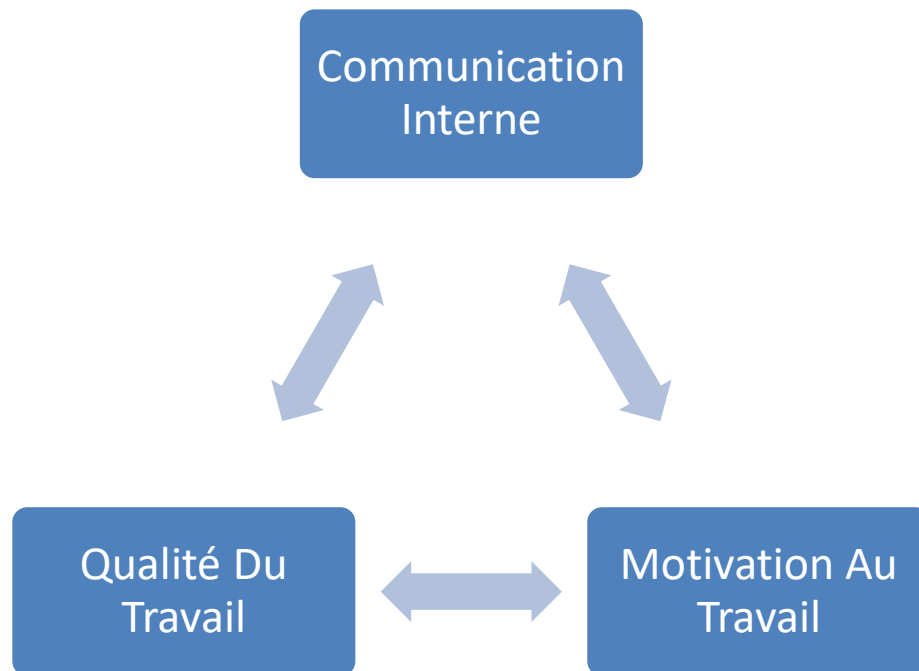 Communication
Interne
Qualité Du
Travail
Motivation Au
Travail